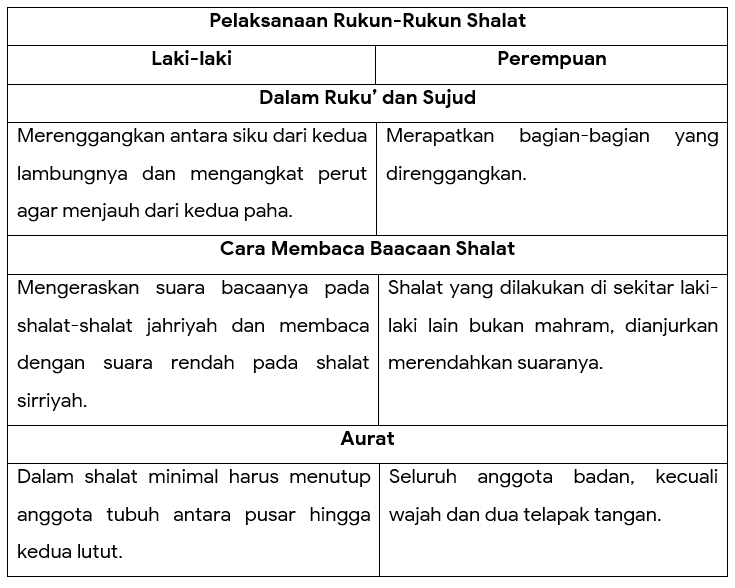 Pelaksanaan Rukun-Rukun Shalat
Laki-laki
Perempuan
Dalam Ruku’ dan Sujud
Merenggangkan antara siku dari kedua
lambungnya dan mengangkat perut
agar menjauh dari kedua paha.
Merapatkan bagian-bagian yang
direnggangkan.
Cara Membaca Baacaan Shalat
Mengeraskan suara bacaanya pada
shalat-shalat jahriyah dan membaca
dengan suara rendah pada shalat
sirriyah.
Shalat yang dilakukan di sekitar laki-
laki lain bukan mahram, dianjurkan
merendahkan suaranya.
Aurat
Dalam shalat minimal harus menutup
anggota tubuh antara pusar hingga
kedua lutut.
Seluruh anggota badan, kecuali
wajah dan dua telapak tangan.